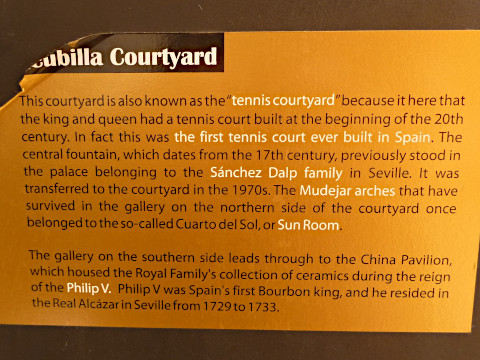 cubilla Courtyard
This courtyard is also known as the "tennis courtyard" because it here that
the king and queen had a tennis court built at the beginning of the 20th
century. In fact this was the first tennis court ever built in Spain. The
central fountain, which dates from the 17th century, previously stood in
the palace belonging to the Sánchez Dalp family in Seville. It was
transferred to the courtyard in the 1970s. The Mudejar arches that have
survived in the gallery on the northern side of the courtyard once
belonged to the so-called Cuarto del Sol, or Sun Room.
The gallery on the southern side leads through to the China Pavilion,
which housed the Royal Family's collection of ceramics during the reign
of the Philip V. Philip V was Spain's first Bourbon king, and he resided in
the Real Alcázar in Seville from 1729 to 1733.